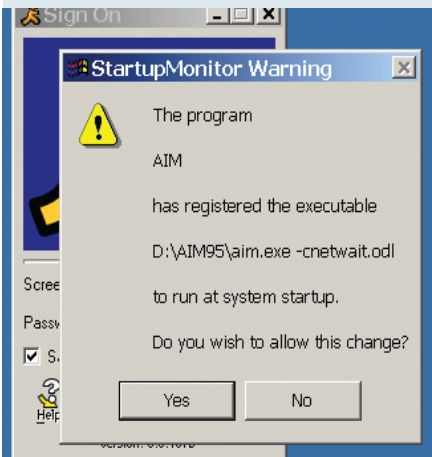 Sign On
StartupMonitor Warning
The program
AIM
has registered the executable
D:\AIM95\aim.exe -cnetwait.odl
to run at system startup.
Do you wish to allow this change?
Yes No
Help